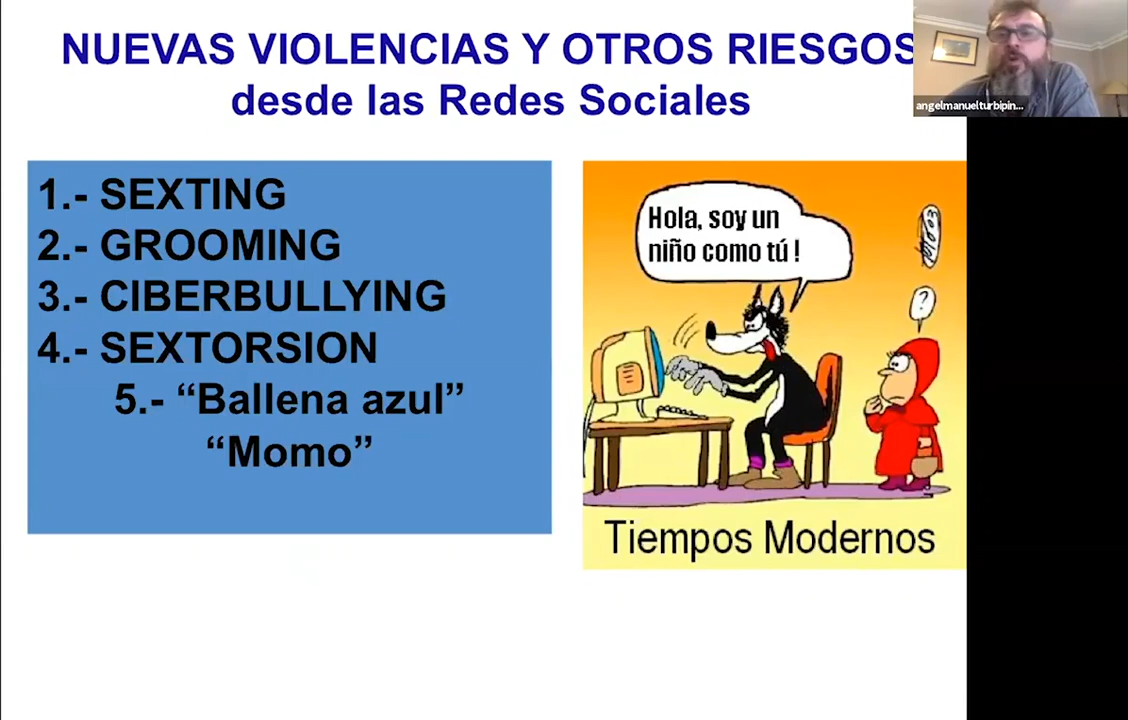 NUEVAS VIOLENCIAS Y OTROS RIESGOS
desde las Redes Sociales
angelmanuelturbipin...
1.- SEXTING
2.- GROOMING
3.- CIBERBULLYING
4.- SEXTORSION
5.- “Ballena azul”
“Momo”
Hola, soy un
niño como tú !
?
Tiempos Modernos